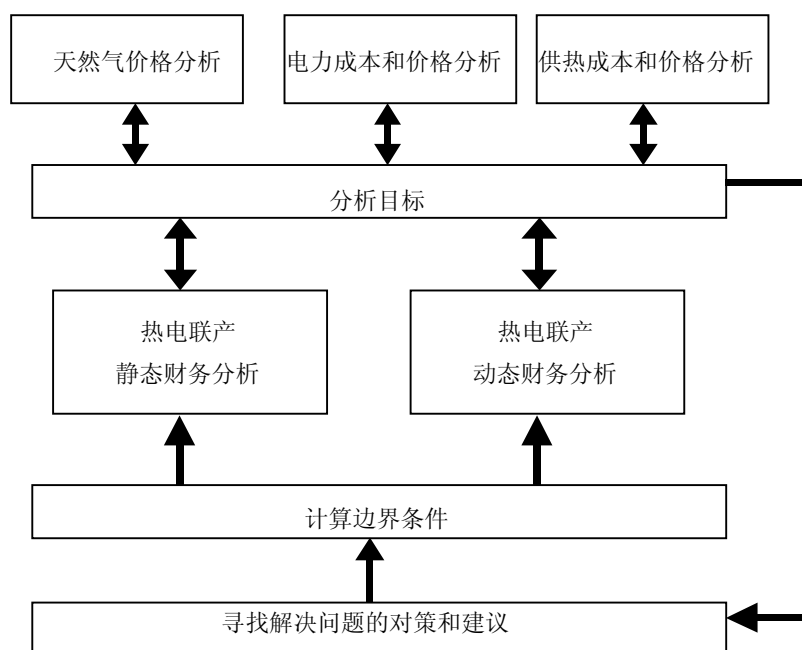 天然气价格分析
电力成本和价格分析
供热成本和价格分析
分析目标
热电联产
静态财务分析
热电联产
动态财务分析
计算边界条件
寻找解决问题的对策和建议